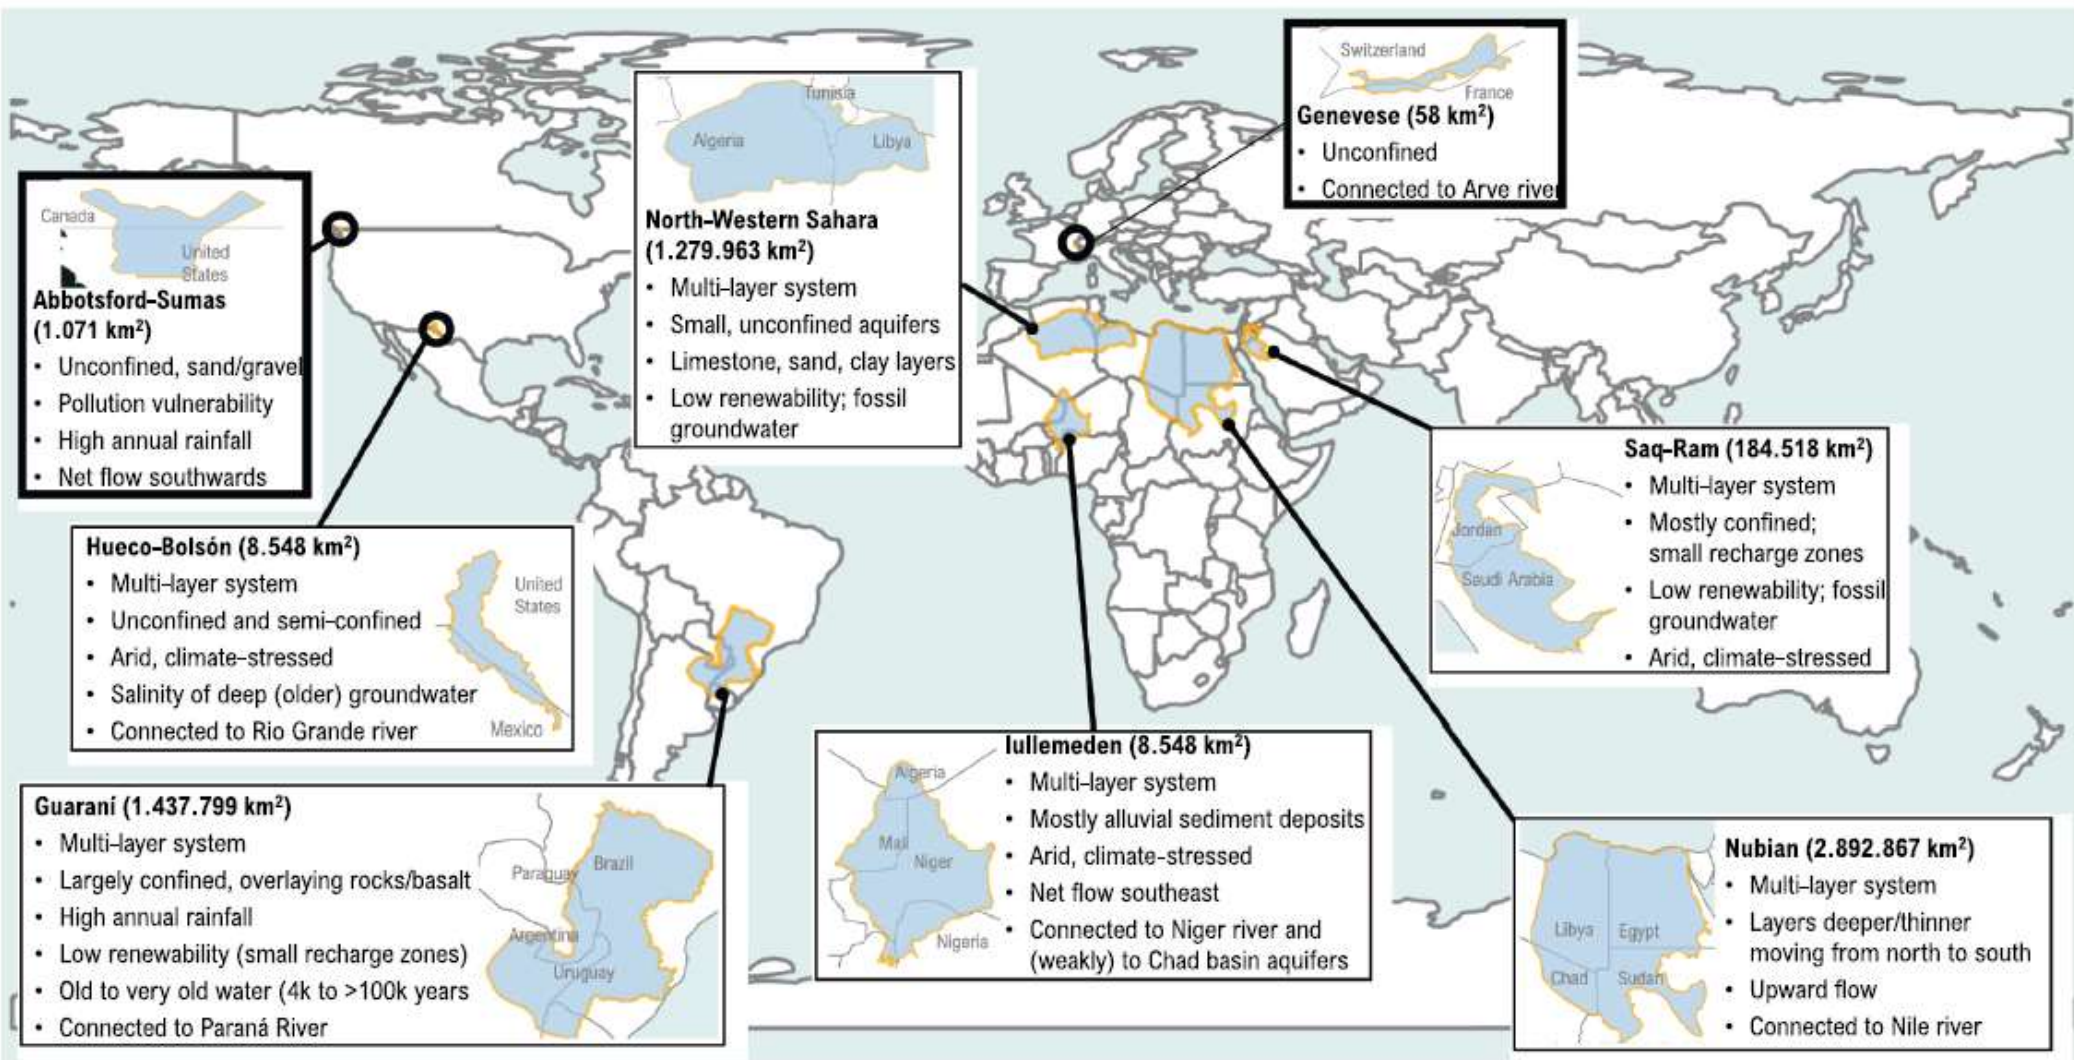 Switzerland
France
Genevese (58 km²)
• Unconfined
• Connected to Arve river
Tunisia
Algeria
Libya
North-Western Sahara
(1.279.963 km²)
• Multi-layer system
• Small, unconfined aquifers
• Limestone, sand, clay layers
• Low renewability; fossil
groundwater
Canada
United
States
Abbotsford-Sumas
(1.071 km²)
• Unconfined, sand/gravel
• Pollution vulnerability
• High annual rainfall
• Net flow southwards
Saq-Ram (184.518 km²)
• Multi-layer system
• Mostly confined;
small recharge zones
• Low renewability; fossil
groundwater
• Arid, climate-stressed
Jordan
Saudi Arabia
Hueco-Bolsón (8.548 km²)
• Multi-layer system
• Unconfined and semi-confined
• Arid, climate-stressed
• Salinity of deep (older) groundwater
• Connected to Rio Grande river
United
States
Mexico
Iullemeden (8.548 km²)
• Multi-layer system
• Mostly alluvial sediment deposits
• Arid, climate-stressed
• Net flow southeast
• Connected to Niger river and
(weakly) to Chad basin aquifers
Algeria
Mali
Niger
Nigeria
Guaraní (1.437.799 km²)
• Multi-layer system
• Largely confined, overlaying rocks/basalt
• High annual rainfall
• Low renewability (small recharge zones)
• Old to very old water (4k to >100k years
• Connected to Paraná River
Paraguay
Brazil
Argentina
Uruguay
Nubian (2.892.867 km²)
• Multi-layer system
• Layers deeper/thinner
moving from north to south
• Upward flow
• Connected to Nile river
Libya
Egypt
Chad
Sudan